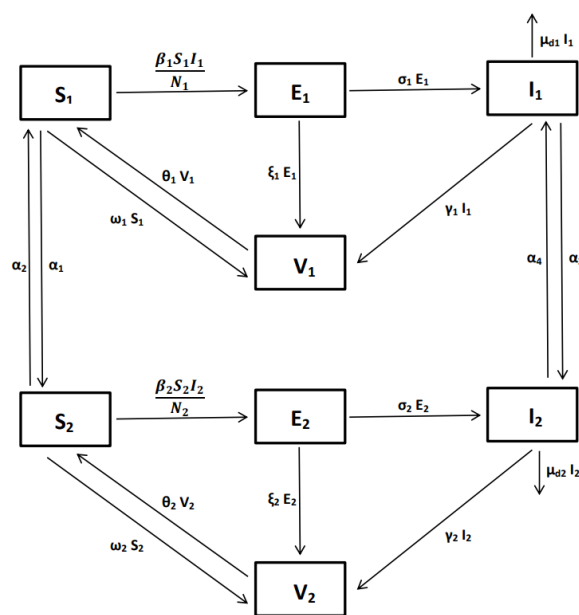 μd1 I1
β1S1I1
N1
σ1 E1
S1
E1
I1
θ1 V1
ξ1 E1
ω1 S1
γ1 I1
V1
α2
α1
α4
α
β2S2I2
N2
σ2 E2
S2
E2
I2
μd2 I2
θ2 V2
ξ2 E2
ω2 S2
γ2 I2
V2